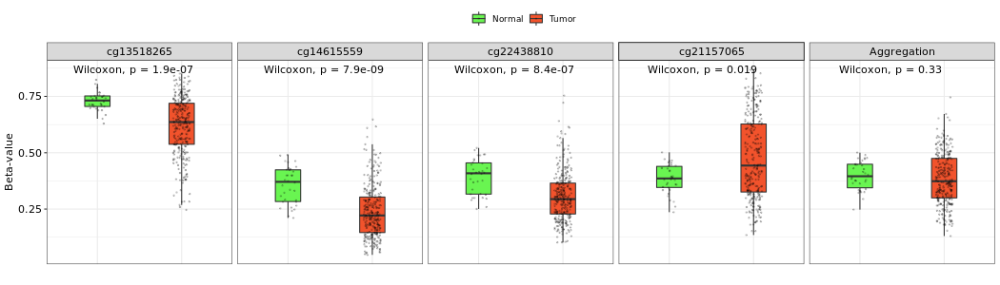 Normal Tumor
cg13518265 cg14615559 cg22438810 cg21157065 Aggregation
Wilcoxon, p = 1.9e-07 Wilcoxon, p = 7.9e-09 Wilcoxon, p = 8.4e-07 Wilcoxon, p = 0.019 Wilcoxon, p = 0.33
0.75
0.50
0.25
Beta-value